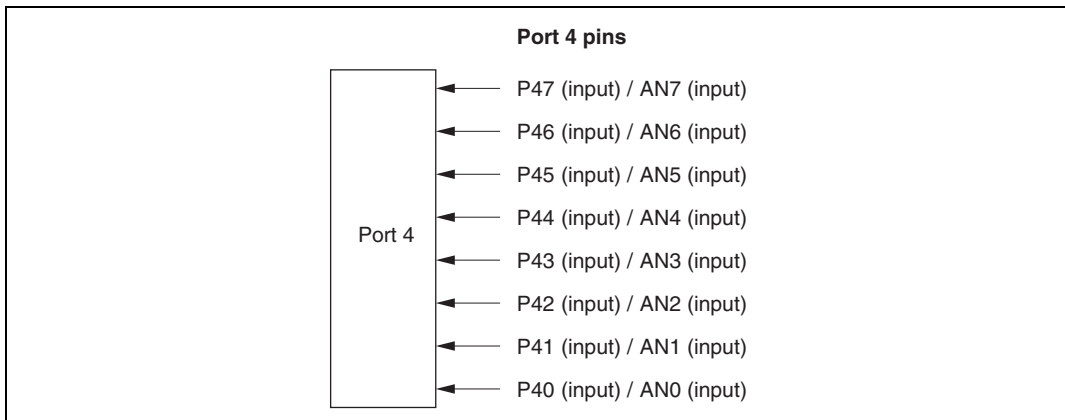 Port 4 pins
P47 (input) / AN7 (input)
P46 (input) / AN6 (input)
P45 (input) / AN5 (input)
P44 (input) / AN4 (input)
Port 4
P43 (input) / AN3 (input)
P42 (input) / AN2 (input)
P41 (input) / AN1 (input)
P40 (input) / AN0 (input)